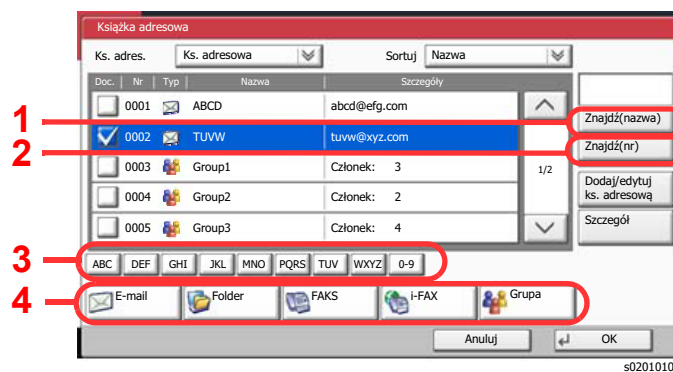 Książka adresowa
Ks. adres. Ks. adresowa Sortuj Nazwa
Doc. Nr Typ Nazwa Szczegóły
0001 ABCD abcd@efg.com
0002 TUVW tuvw@xyz.com
0003 Group1 Członek: 3
0004 Group2 Członek: 2
0005 Group3 Członek: 4
1/2
Znajdź(nazwa)
Znajdź(nr)
Dodaj/edytuj
ks. adresową
Szczegół
1
2
3
ABC DEF GHI JKL MNO PQRS TUV WXYZ 0-9
4
E-mail Folder FAKS i-FAX Grupa
Anuluj OK
s0201010